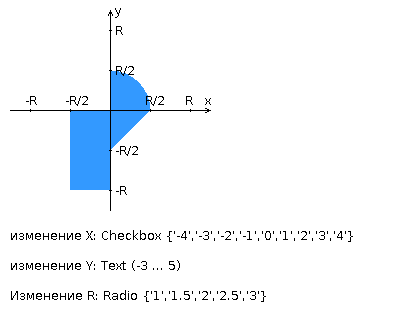 y
R
R/2
-R -R/2 R/2 R x
-R/2
-R
изменение X: Checkbox {'-4','-3','-2','-1','0','1','2','3','4'}
изменение Y: Text (-3 ... 5)
Изменение R: Radio {'1','1.5','2','2.5','3'}